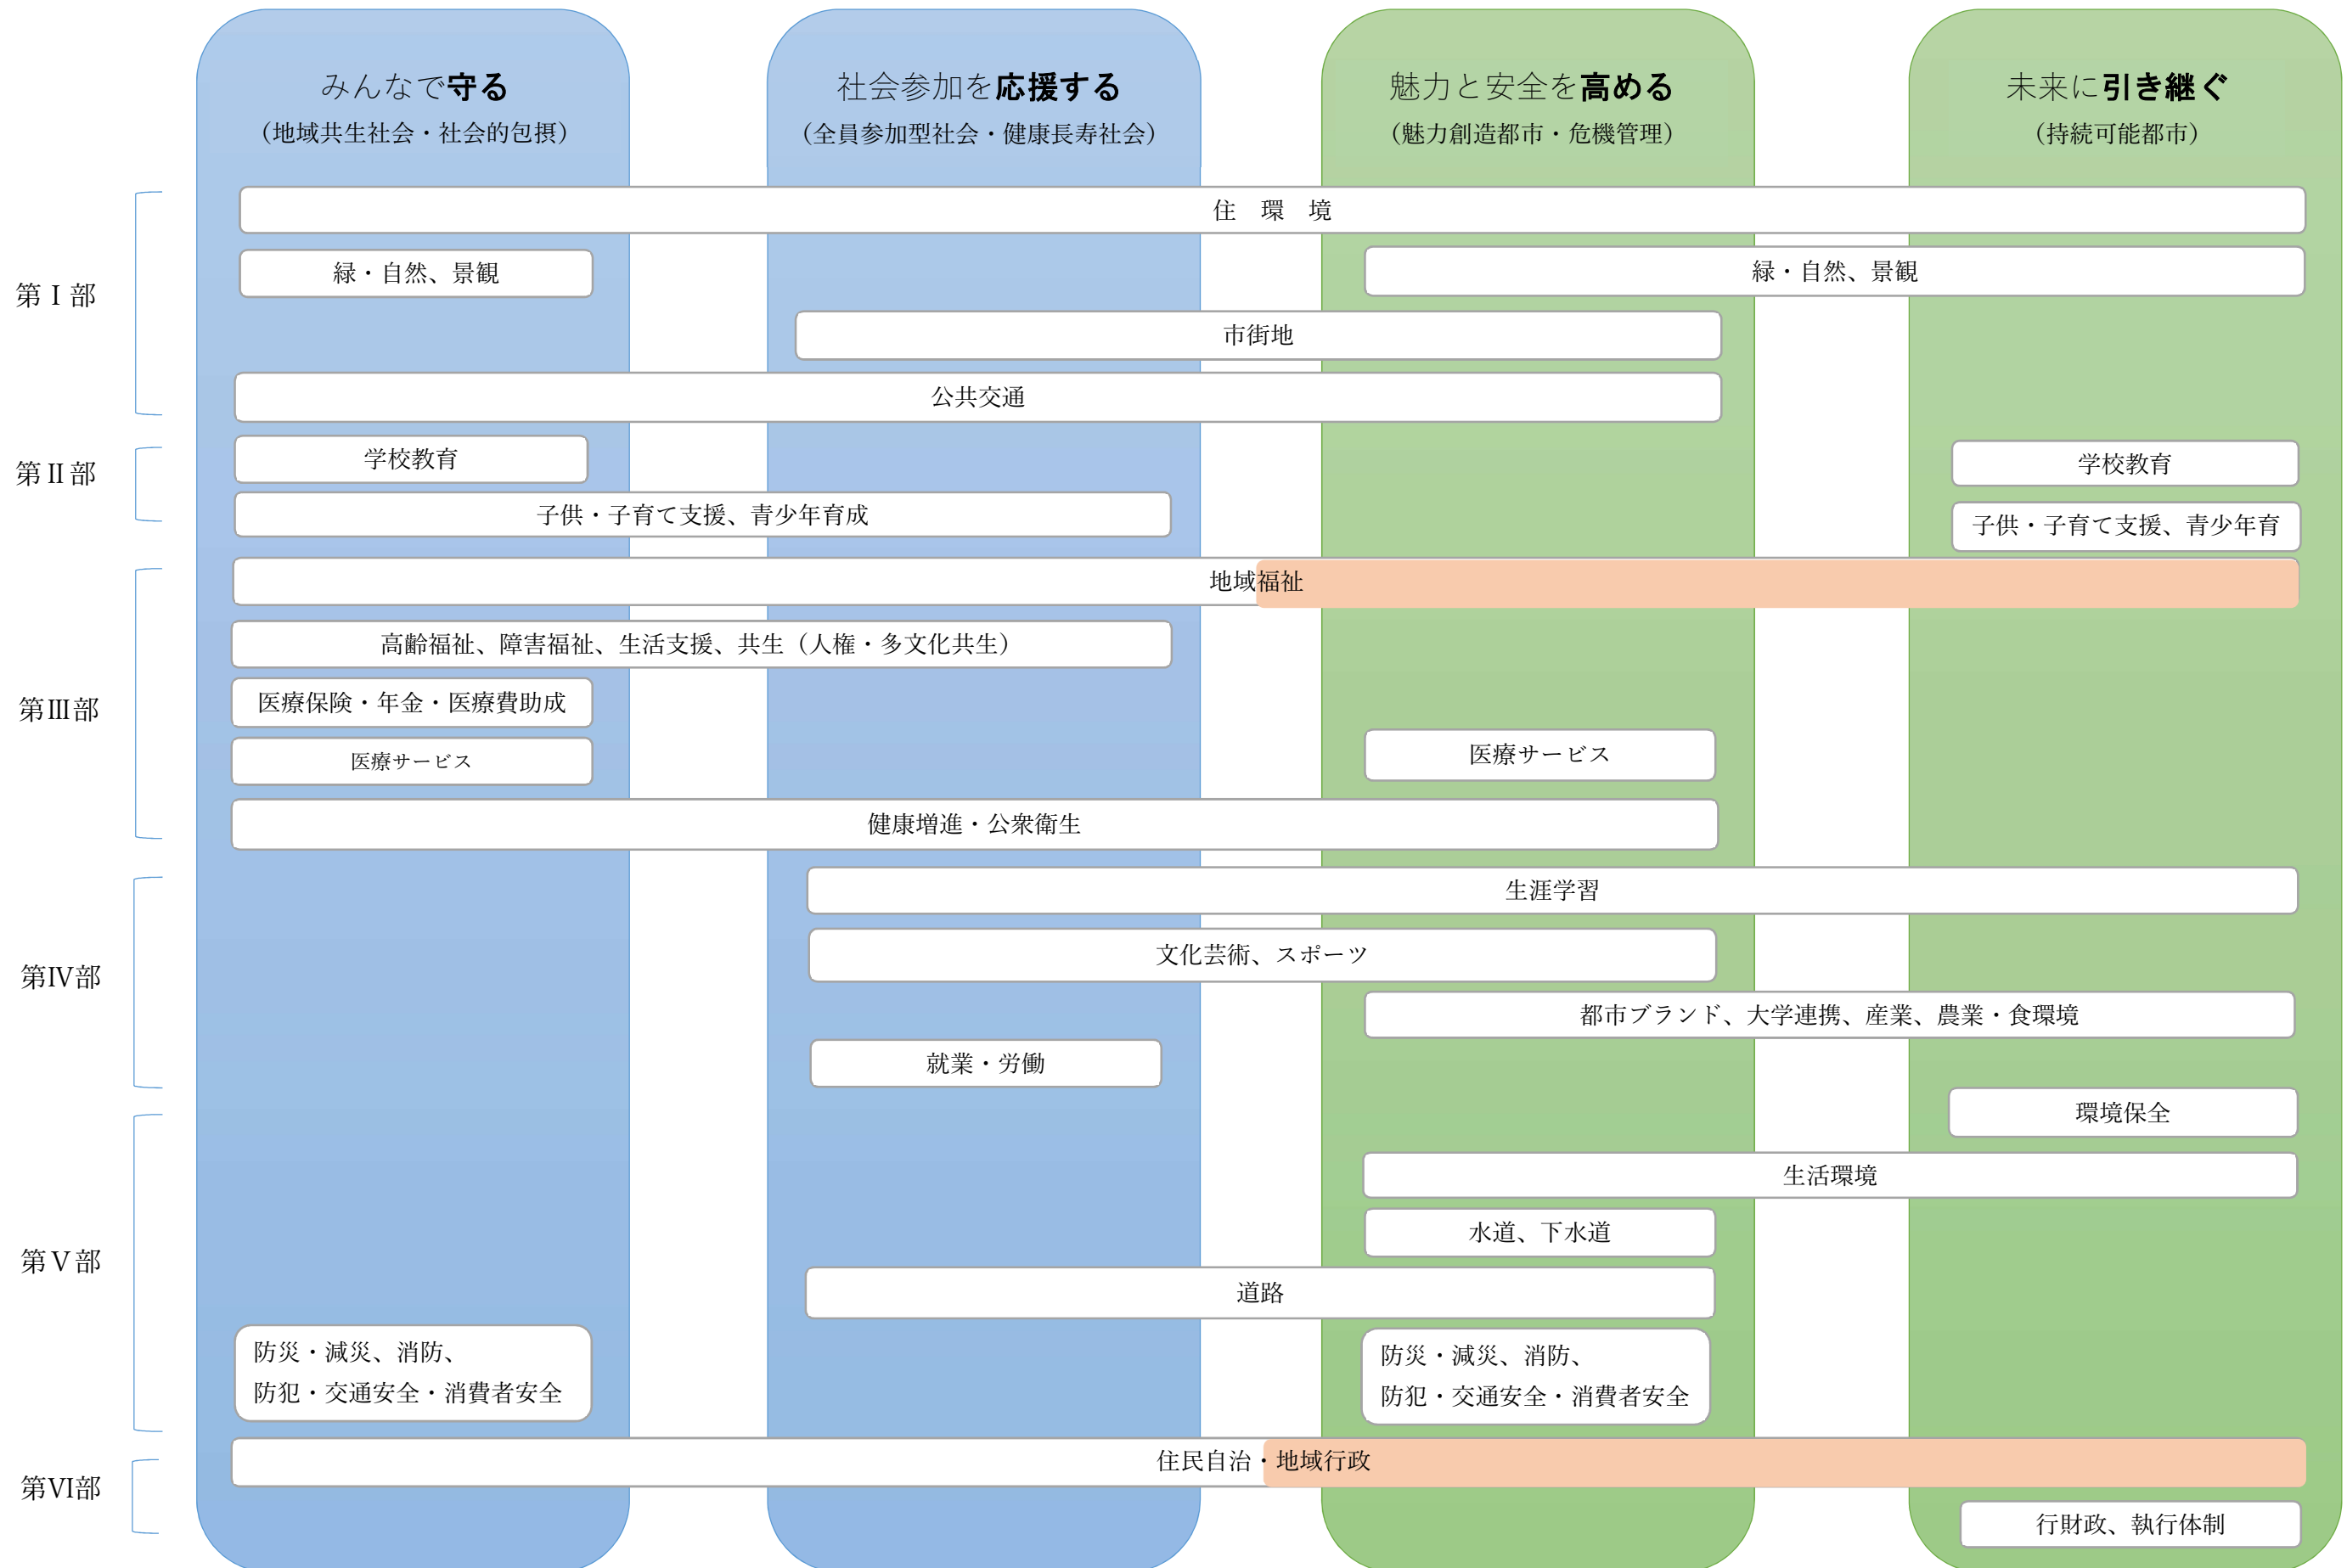 みんなで守る
（地域共生社会・社会的包摂）
社会参加を応援する
（全員参加型社会・健康長寿社会）
魅力と安全を高める
（魅力創造都市・危機管理）
未来に引き継ぐ
（持続可能都市）
第Ⅰ部
住　環　境
緑・自然、景観
緑・自然、景観
市街地
公共交通
第Ⅱ部
学校教育
学校教育
子供・子育て支援、青少年育成
子供・子育て支援、青少年育
第Ⅲ部
地域福祉
高齢福祉、障害福祉、生活支援、共生（人権・多文化共生）
医療保険・年金・医療費助成
医療サービス
医療サービス
健康増進・公衆衛生
第Ⅳ部
生涯学習
文化芸術、スポーツ
都市ブランド、大学連携、産業、農業・食環境
就業・労働
第Ⅴ部
環境保全
生活環境
水道、下水道
道路
防災・減災、消防、
防犯・交通安全・消費者安全
防災・減災、消防、
防犯・交通安全・消費者安全
第Ⅵ部
住民自治・地域行政
行財政、執行体制